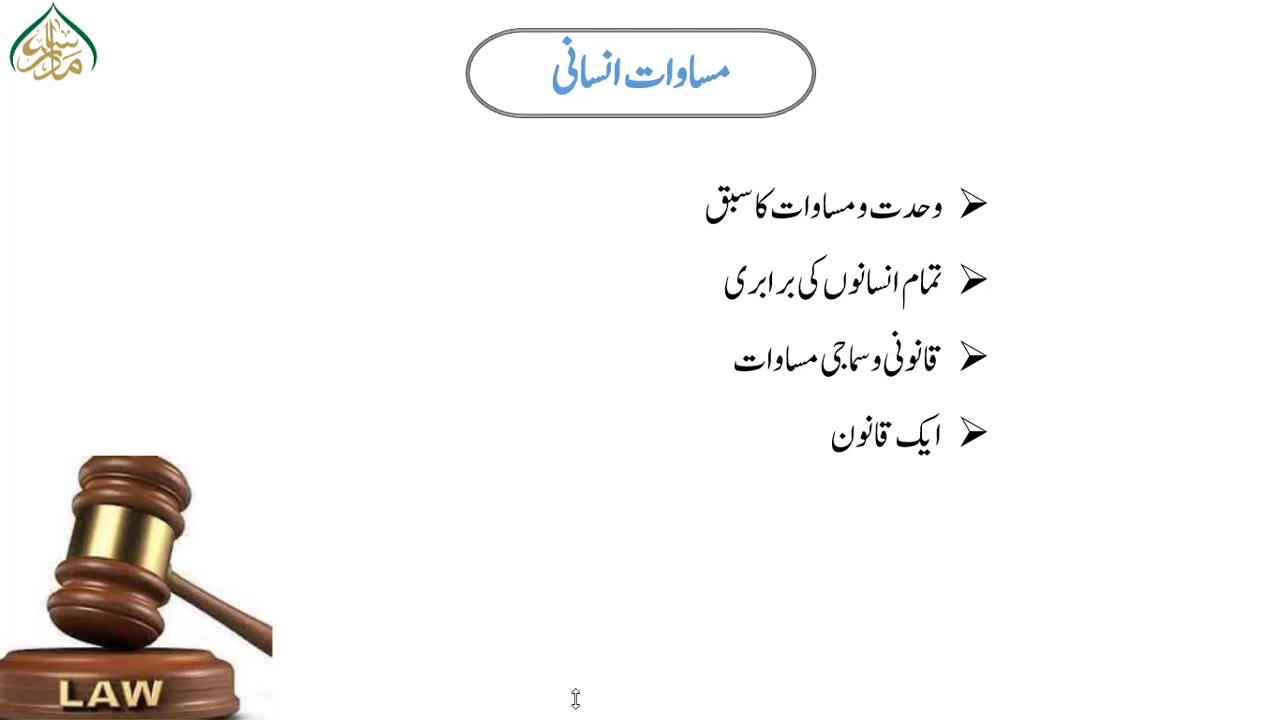 مساوات انسانی
وحدت و مساوات کا سبق
تمام انسانوں کی برابری
قانونی و سماجی مساوات
ایک قانون
LAW